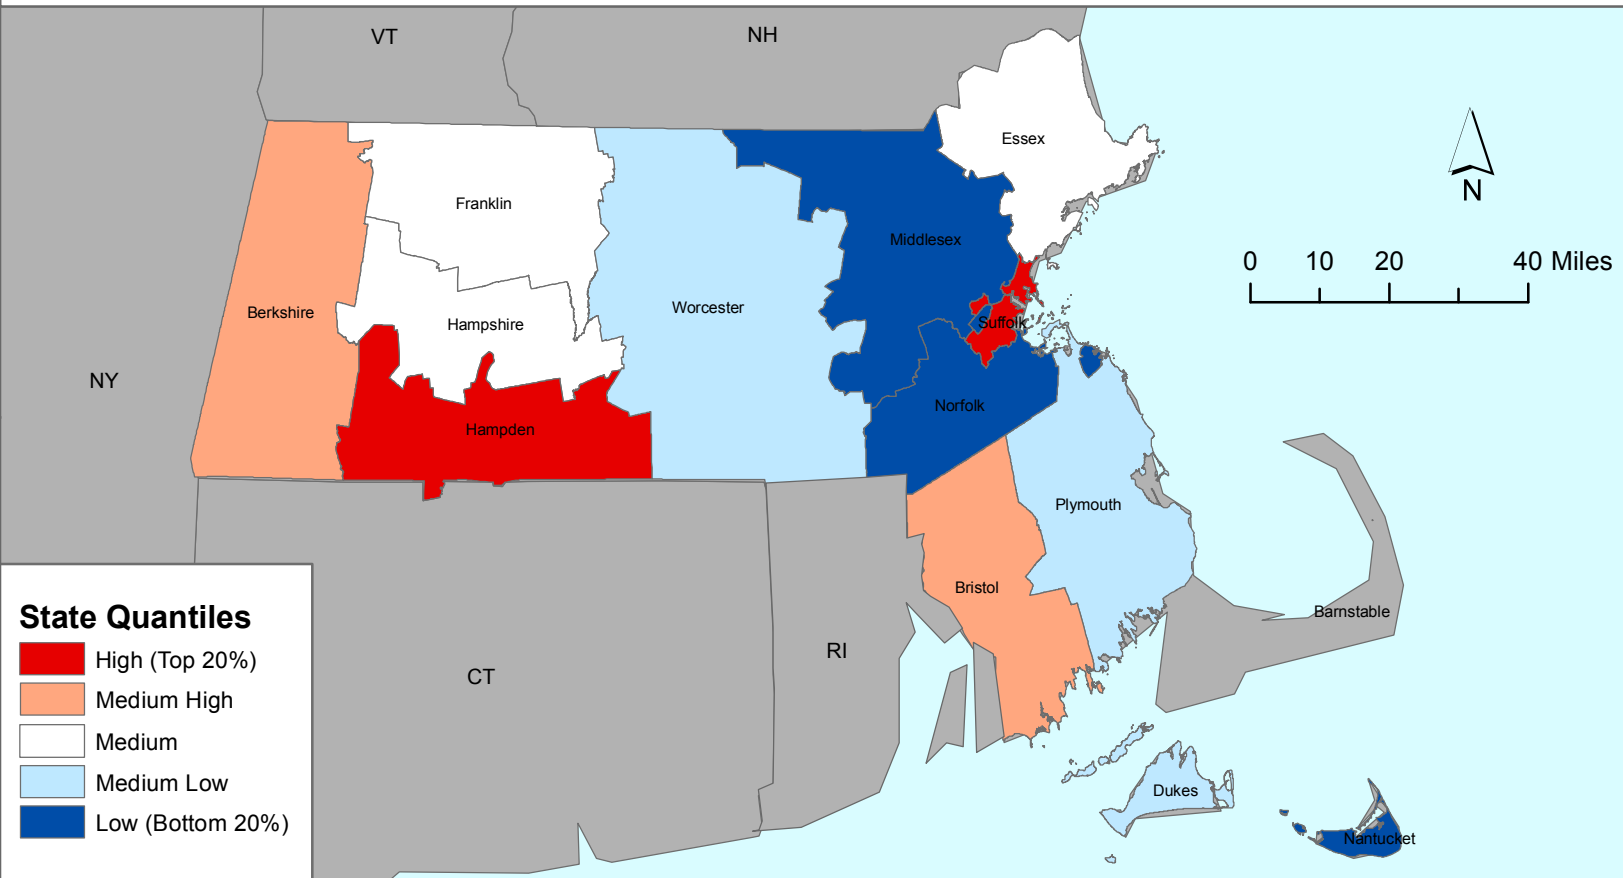 VT
NH
Essex
Franklin
N
Middlesex
0 10 20 40 Miles
Worcester
Berkshire
Hampshire
Suffolk
NY
Norfolk
Hampden
Plymouth
Bristol
Barnstable
State Quantiles
High (Top 20%)
Medium High
Medium
Medium Low
Low (Bottom 20%)
CT
RI
Dukes
Nantucket